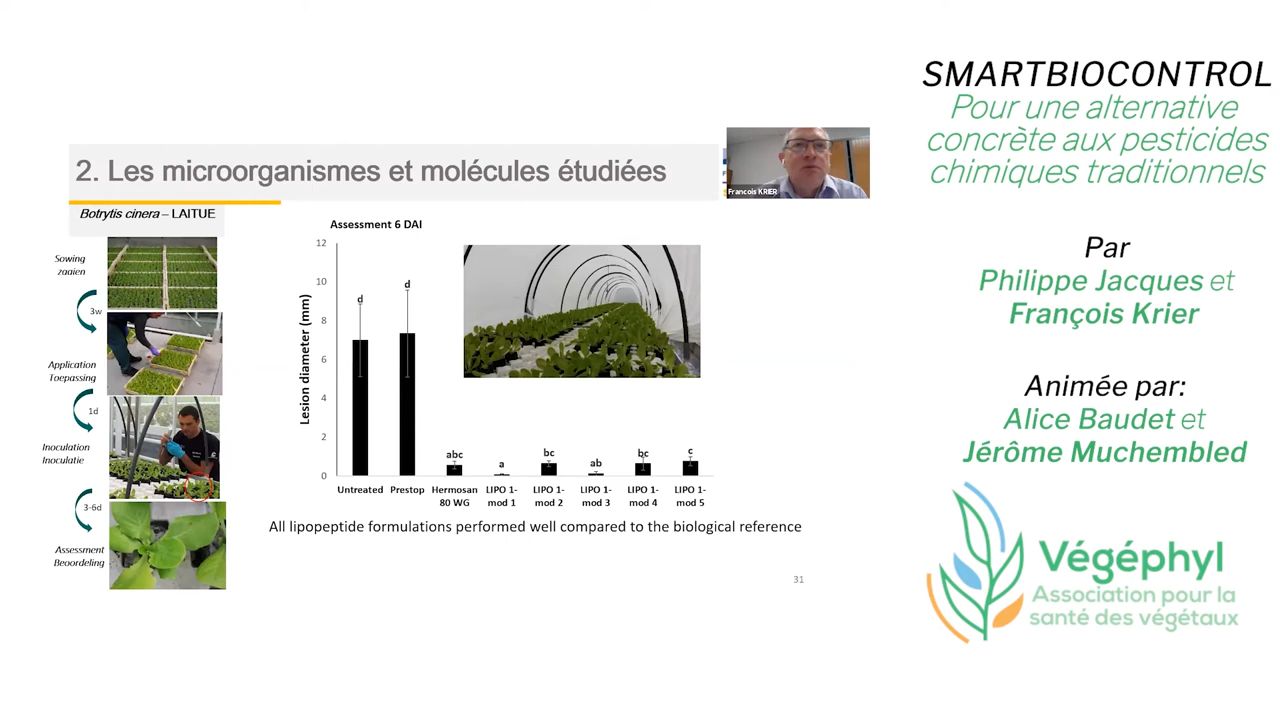 2. Les microorganismes et molécules étudiées
Francois KRIER
Botrytis cinera – LAITUE
Sowing
zaaien
3w
Application
Toepassing
1d
Inoculation
Inoculatie
3-6d
Assessment
Beoordeling
Assessment 6 DAI
Lesion diameter (mm)
12
10
8
6
4
2
0
d
d
abc
a
bc
ab
bc
c
Untreated
Prestop
Hermosan
80 WG
LIPO 1-
mod 1
LIPO 1-
mod 2
LIPO 1-
mod 3
LIPO 1-
mod 4
LIPO 1-
mod 5
All lipopeptide formulations performed well compared to the biological reference
31
SMARTBIOCONTROL
Pour une alternative
concrète aux pesticides
chimiques traditionnels
Par
Philippe Jacques et
François Krier
Animée par:
Alice Baudet et
Jérôme Muchembled
Végéphyl
Association pour la
santé des végétaux